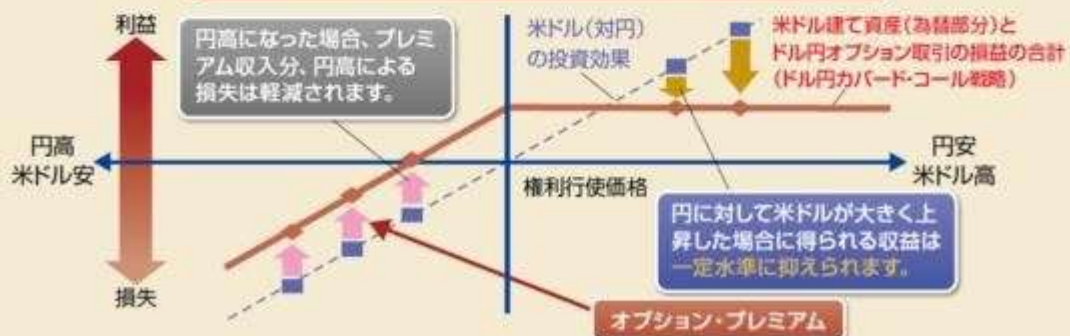 利益
円高になった場合、プレミ
アム収入分、円高による
損失は軽減されます。
米ドル(対円)
の投資効果
米ドル建て資産(為替部分)と
ドル円オプション取引の損益の合計
(ドル円カバード・コール戦略)
円高
米ドル安
円安
米ドル高
権利行使価格
円に対して米ドルが大きく上
昇した場合に得られる収益は
一定水準に抑えられます。
損失
オプション・プレミアム